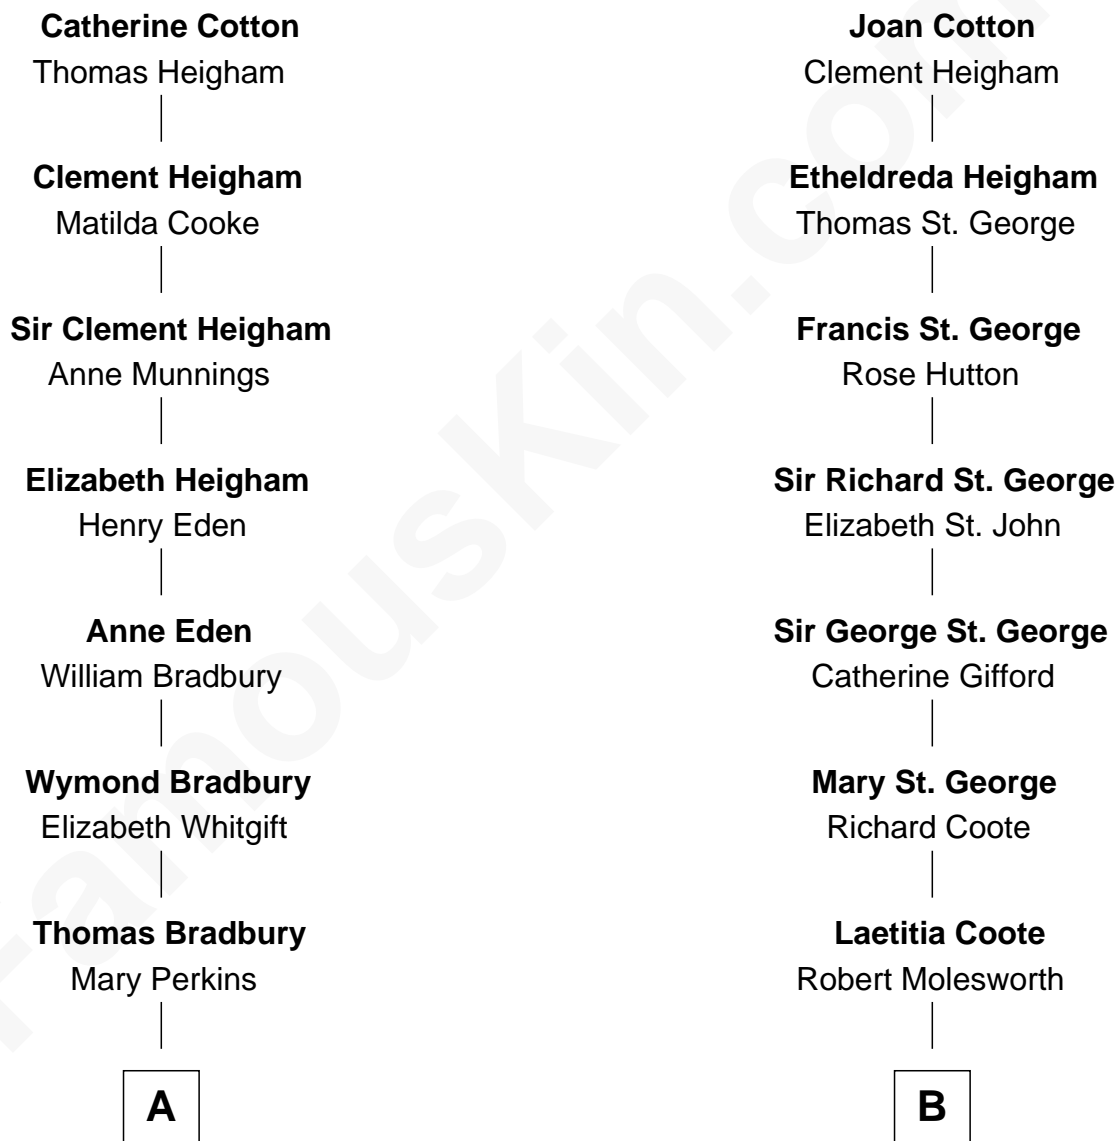 Catherine Cotton
Thomas Heigham
Clement Heigham
Matilda Cooke
Sir Clement Heigham
Anne Munnings
Elizabeth Heigham
Henry Eden
Anne Eden
William Bradbury
Wymond Bradbury
Elizabeth Whitgift
Thomas Bradbury
Mary Perkins
A
Joan Cotton
Clement Heigham
Etheldreda Heigham
Thomas St. George
Francis St. George
Rose Hutton
Sir Richard St. George
Elizabeth St. John
Sir George St. George
Catherine Gifford
Mary St. George
Richard Coote
Laetitia Coote
Robert Molesworth
B
FamousKin.com